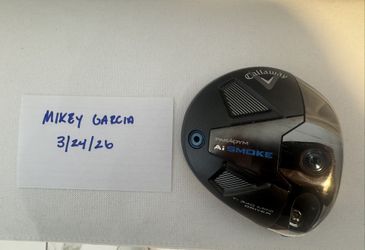 MIKEY GARCIA
3/24/26
Callaway
PARADYM
Ai SMOKE